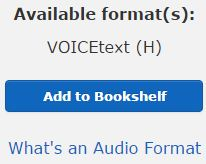 Available format(s):
VOICEtext (H)
Add to Bookshelf
What's an Audio Format